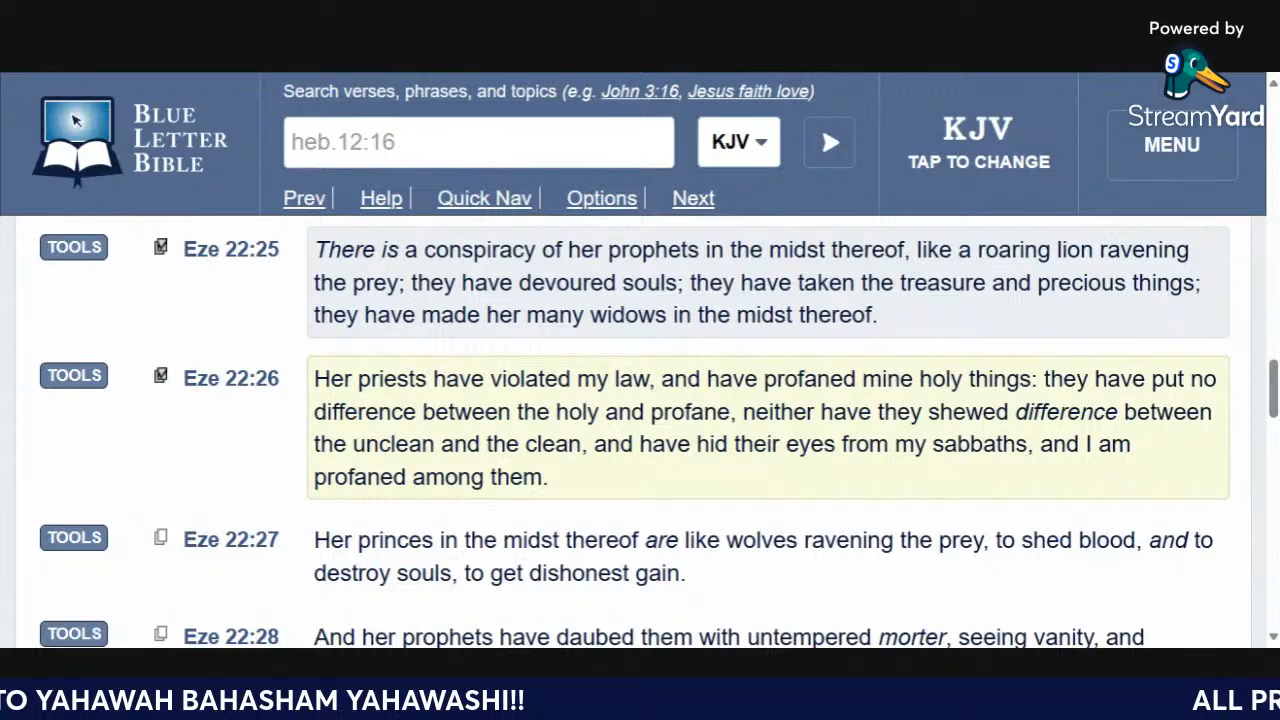 Powered by
StreamYard
BLUE
LETTER
BIBLE
Search verses, phrases, and topics (e.g. John 3:16, Jesus faith love)
heb.12:16
KJV
Prev Help Quick Nav Options Next
KJV
TAP TO CHANGE
MENU
TOOLS Eze 22:25 There is a conspiracy of her prophets in the midst thereof, like a roaring lion ravening
the prey; they have devoured souls; they have taken the treasure and precious things;
they have made her many widows in the midst thereof.
TOOLS Eze 22:26 Her priests have violated my law, and have profaned mine holy things: they have put no
difference between the holy and profane, neither have they shewed difference between
the unclean and the clean, and have hid their eyes from my sabbaths, and I am
profaned among them.
TOOLS Eze 22:27 Her princes in the midst thereof are like wolves ravening the prey, to shed blood, and to
destroy souls, to get dishonest gain.
TOOLS Eze 22:28 And her prophets have daubed them with untempered morter, seeing vanity, and
TO YAHAWAH BAHASHAM YAHAWASHI!! ALL PR